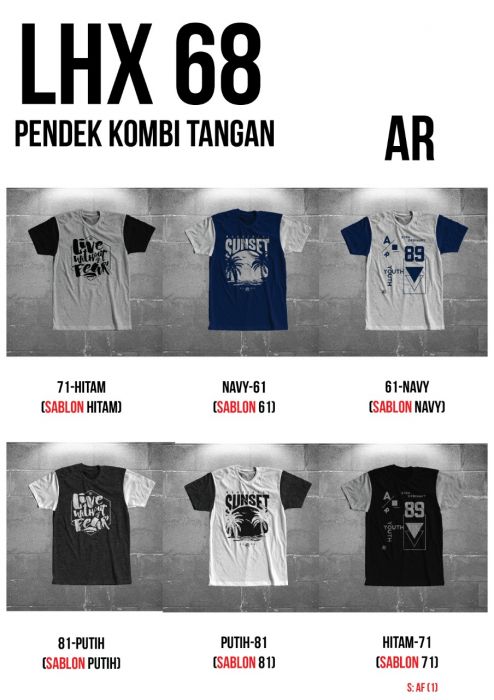 LHX 68
PENDEK KOMBI TANGAN
AR
Live
without
Fear
SUNSET
A
P
89
YOUTH
71-HITAM
(SABLON HITAM)
NAVY-61
(SABLON 61)
61-NAVY
(SABLON NAVY)
Live
without
Fear
SUNSET
A
P
89
YOUTH
81-PUTIH
(SABLON PUTIH)
PUTIH-81
(SABLON 81)
HITAM-71
(SABLON 71)
S: AF (1)